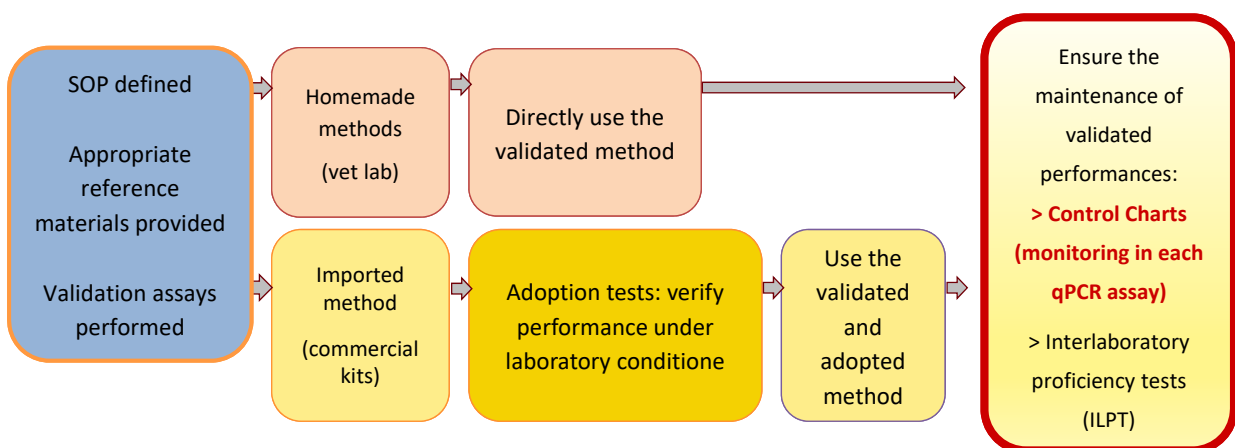 SOP defined
Appropriate
reference
materials provided
Validation assays
performed
Homemade
methods
(vet lab)
Directly use the
validated method
Imported
method
(commercial
kits)
Adoption tests: verify
performance under
laboratory conditione
Use the
validated
and
adopted
method
Ensure the
maintenance of
validated
performances:
> Control Charts
(monitoring in each
qPCR assay)
> Interlaboratory
proficiency tests
(ILPT)